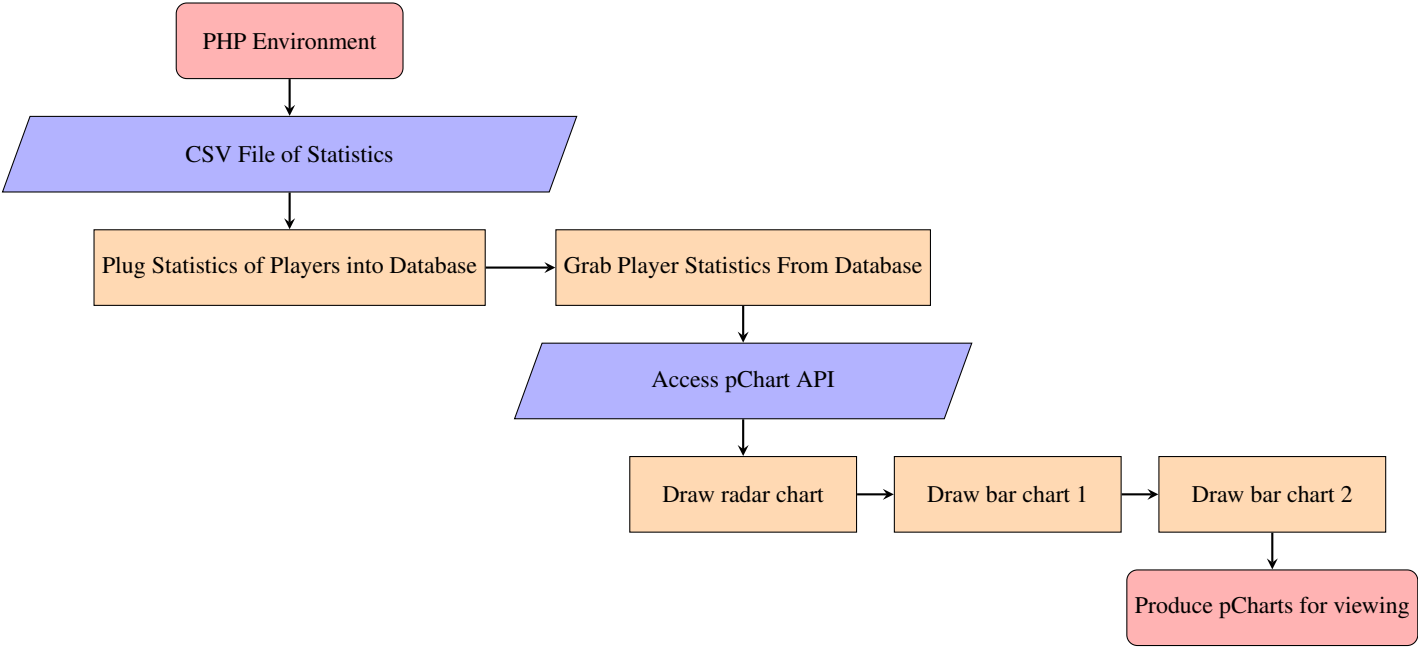 PHP Environment
CSV File of Statistics
Plug Statistics of Players into Database
Grab Player Statistics From Database
Access pChart API
Draw radar chart
Draw bar chart 1
Draw bar chart 2
Produce pCharts for viewing